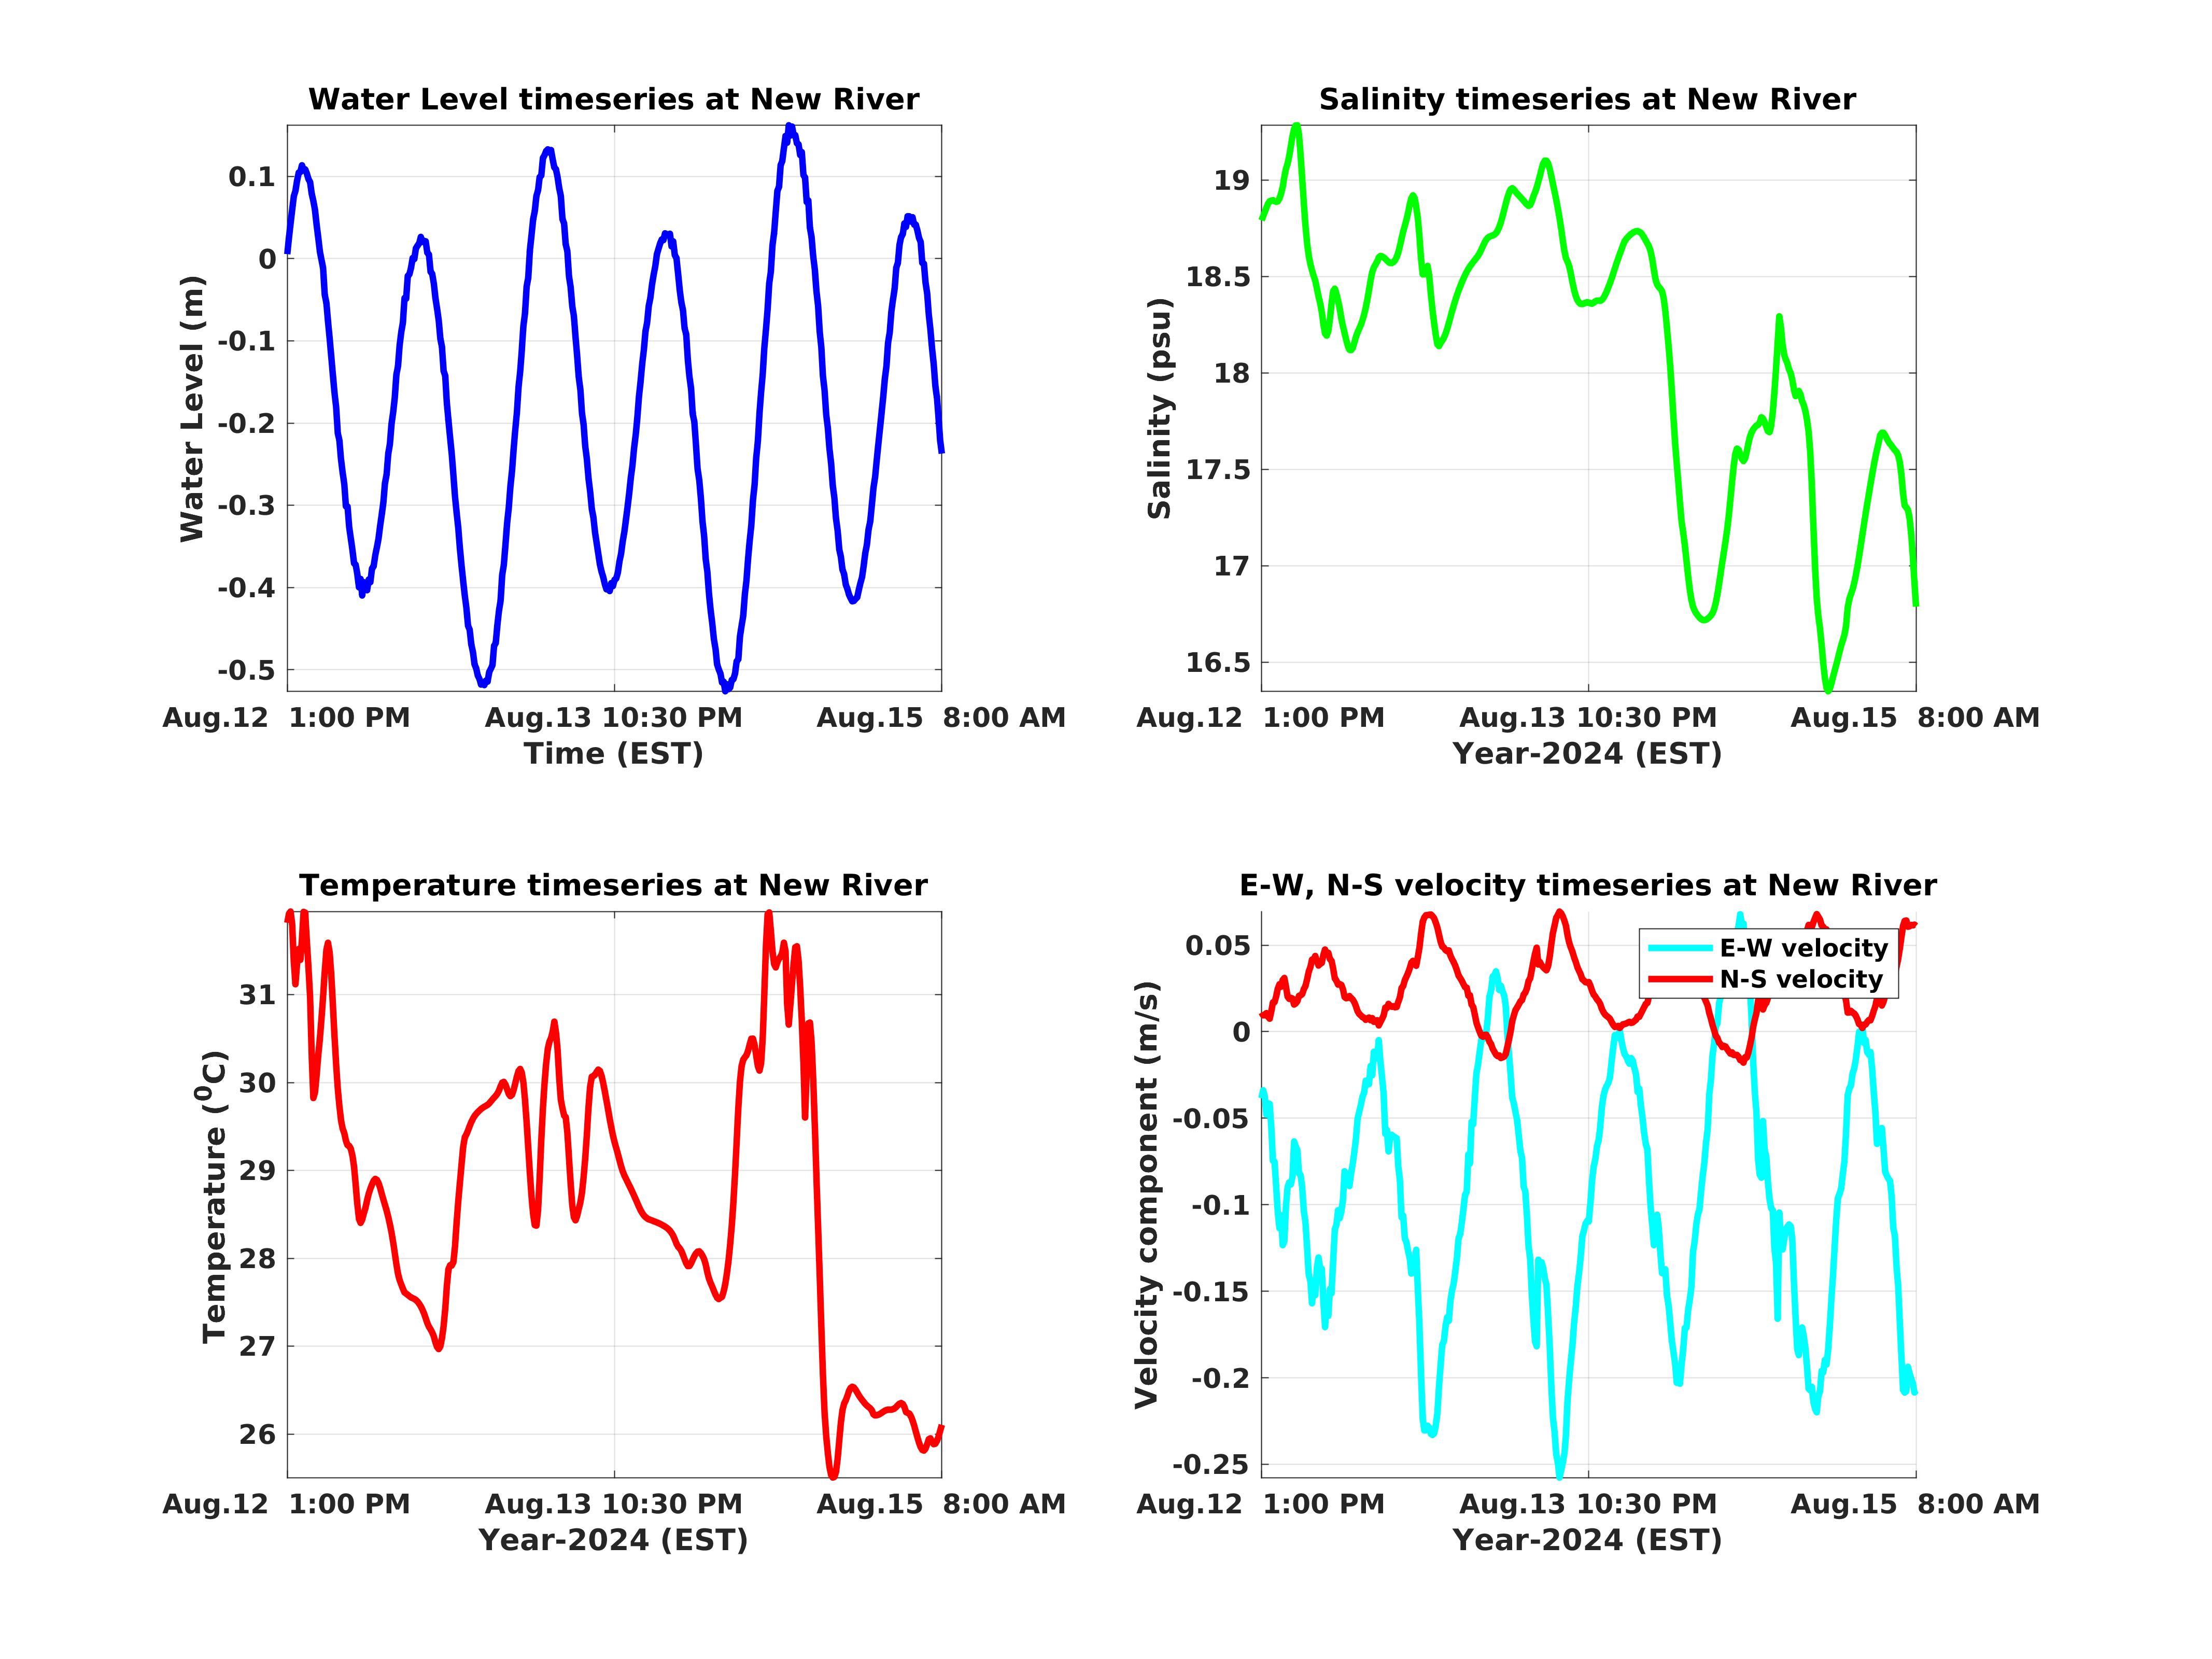 Water Level timeseries at New River
Water Level (m)
0.1
0
-0.1
-0.2
-0.3
-0.4
-0.5
Aug.12  1:00 PM
Aug.13 10:30 PM
Aug.15  8:00 AM
Time (EST)
Salinity timeseries at New River
Salinity (psu)
19
18.5
18
17.5
17
16.5
Aug.12  1:00 PM
Aug.13 10:30 PM
Aug.15  8:00 AM
Year-2024 (EST)
Temperature timeseries at New River
Temperature (⁰C)
31
30
29
28
27
26
Aug.12  1:00 PM
Aug.13 10:30 PM
Aug.15  8:00 AM
Year-2024 (EST)
E-W, N-S velocity timeseries at New River
Velocity component (m/s)
0.05
0
-0.05
-0.1
-0.15
-0.2
-0.25
E-W velocity
N-S velocity
Aug.12  1:00 PM
Aug.13 10:30 PM
Aug.15  8:00 AM
Year-2024 (EST)